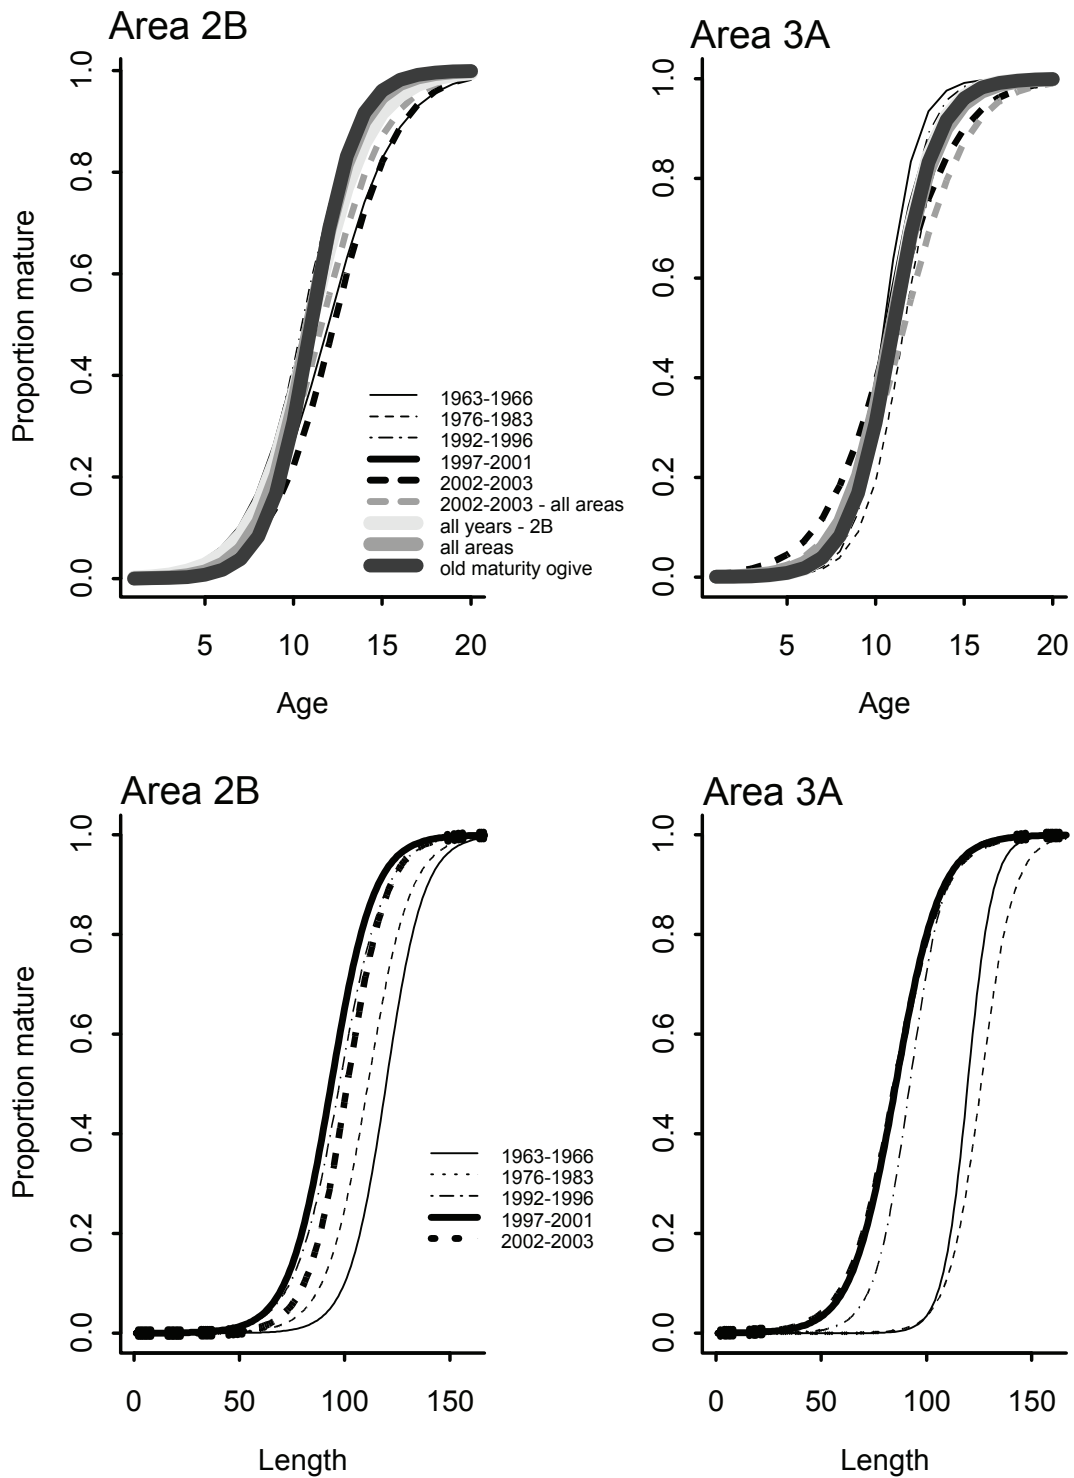 Area 2B
Area 3A
Proportion mature
1.0
0.8
0.6
0.4
0.2
0.0
1963-1966
1976-1983
1992-1996
1997-2001
2002-2003
2002-2003 - all areas
all years - 2B
all areas
old maturity ogive
5 10 15 20
Age
1.0
0.8
0.6
0.4
0.2
0.0
5 10 15 20
Age
Area 2B
Area 3A
Proportion mature
1.0
0.8
0.6
0.4
0.2
0.0
1963-1966
1976-1983
1992-1996
1997-2001
2002-2003
0 50 100 150
Length
1.0
0.8
0.6
0.4
0.2
0.0
0 50 100 150
Length